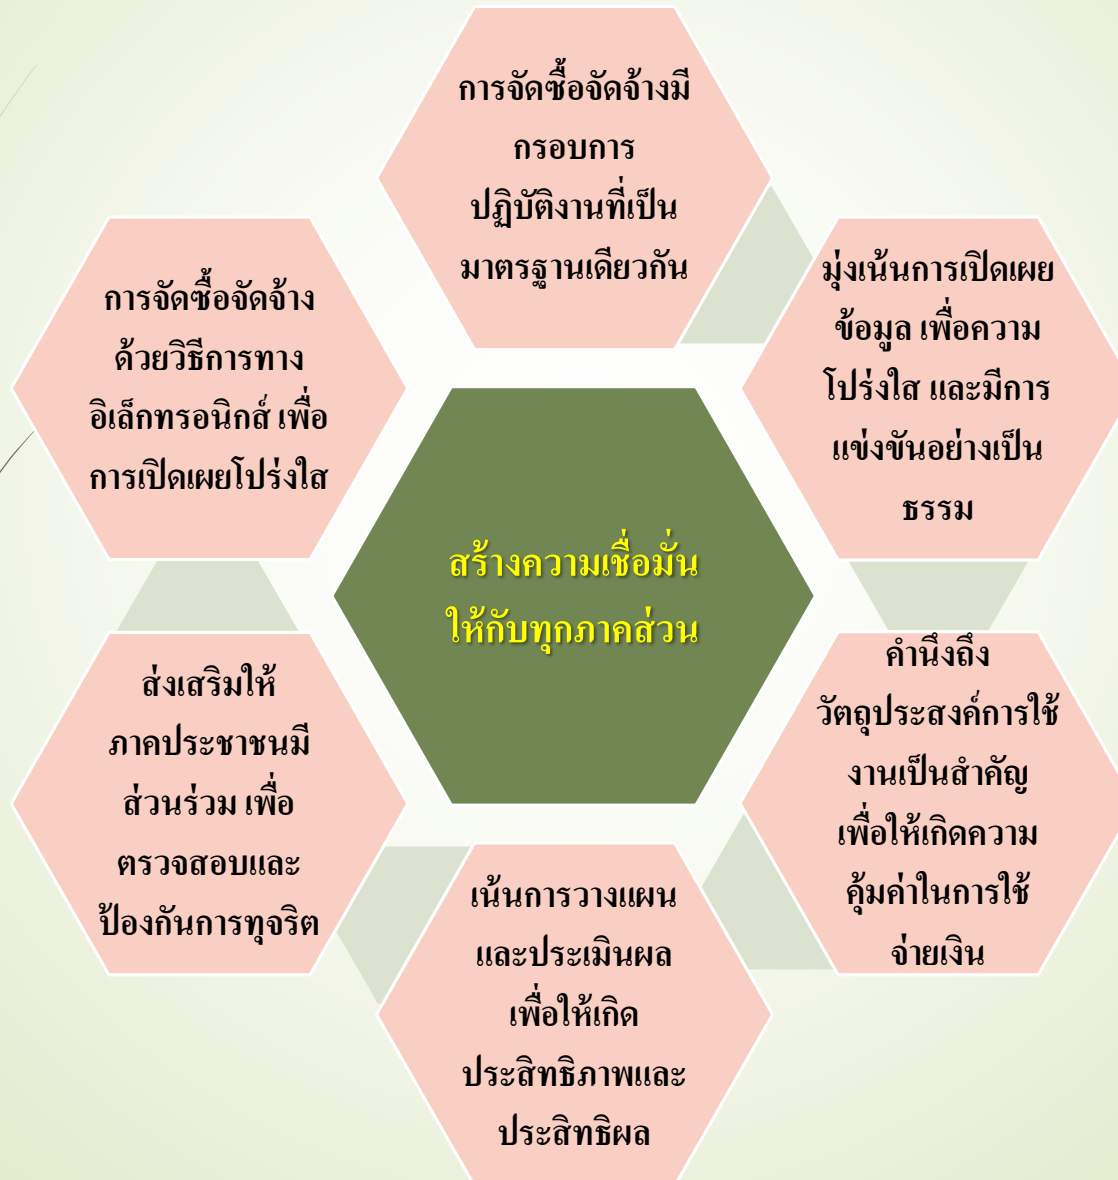 การจัดซื้อจัดจ้างมี
กรอบการ
ปฏิบัติงานที่เป็น
มาตรฐานเดียวกัน
มุ่งเน้นการเปิดเผย
ข้อมูล เพื่อความ
โปร่งใส และมีการ
แข่งขันอย่างเป็น
ธรรม
คำนึงถึง
วัตถุประสงค์การใช้
งานเป็นสำคัญ
เพื่อให้เกิดความ
คุ้มค่าในการใช้
จ่ายเงิน
เน้นการวางแผน
และประเมินผล
เพื่อให้เกิด
ประสิทธิภาพและ
ประสิทธิผล
ส่งเสริมให้
ภาคประชาชนมี
ส่วนร่วม เพื่อ
ตรวจสอบและ
ป้องกันการทุจริต
การจัดซื้อจัดจ้าง
ด้วยวิธีการทาง
อิเล็กทรอนิกส์ เพื่อ
การเปิดเผยโปร่งใส
สร้างความเชื่อมั่น
ให้กับทุกภาคส่วน